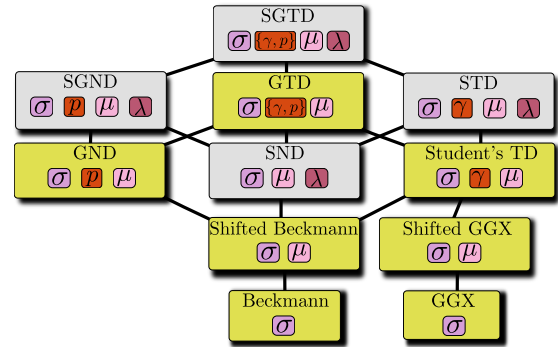 SGTD
σ {γ, p} μ λ
SGND
σ p μ λ
GTD
σ {γ, p} μ
STD
σ γ μ λ
GND
σ p μ
SND
σ μ λ
Student's TD
σ γ μ
Shifted Beckmann
σ μ
Shifted GGX
σ μ
Beckmann
σ
GGX
σ